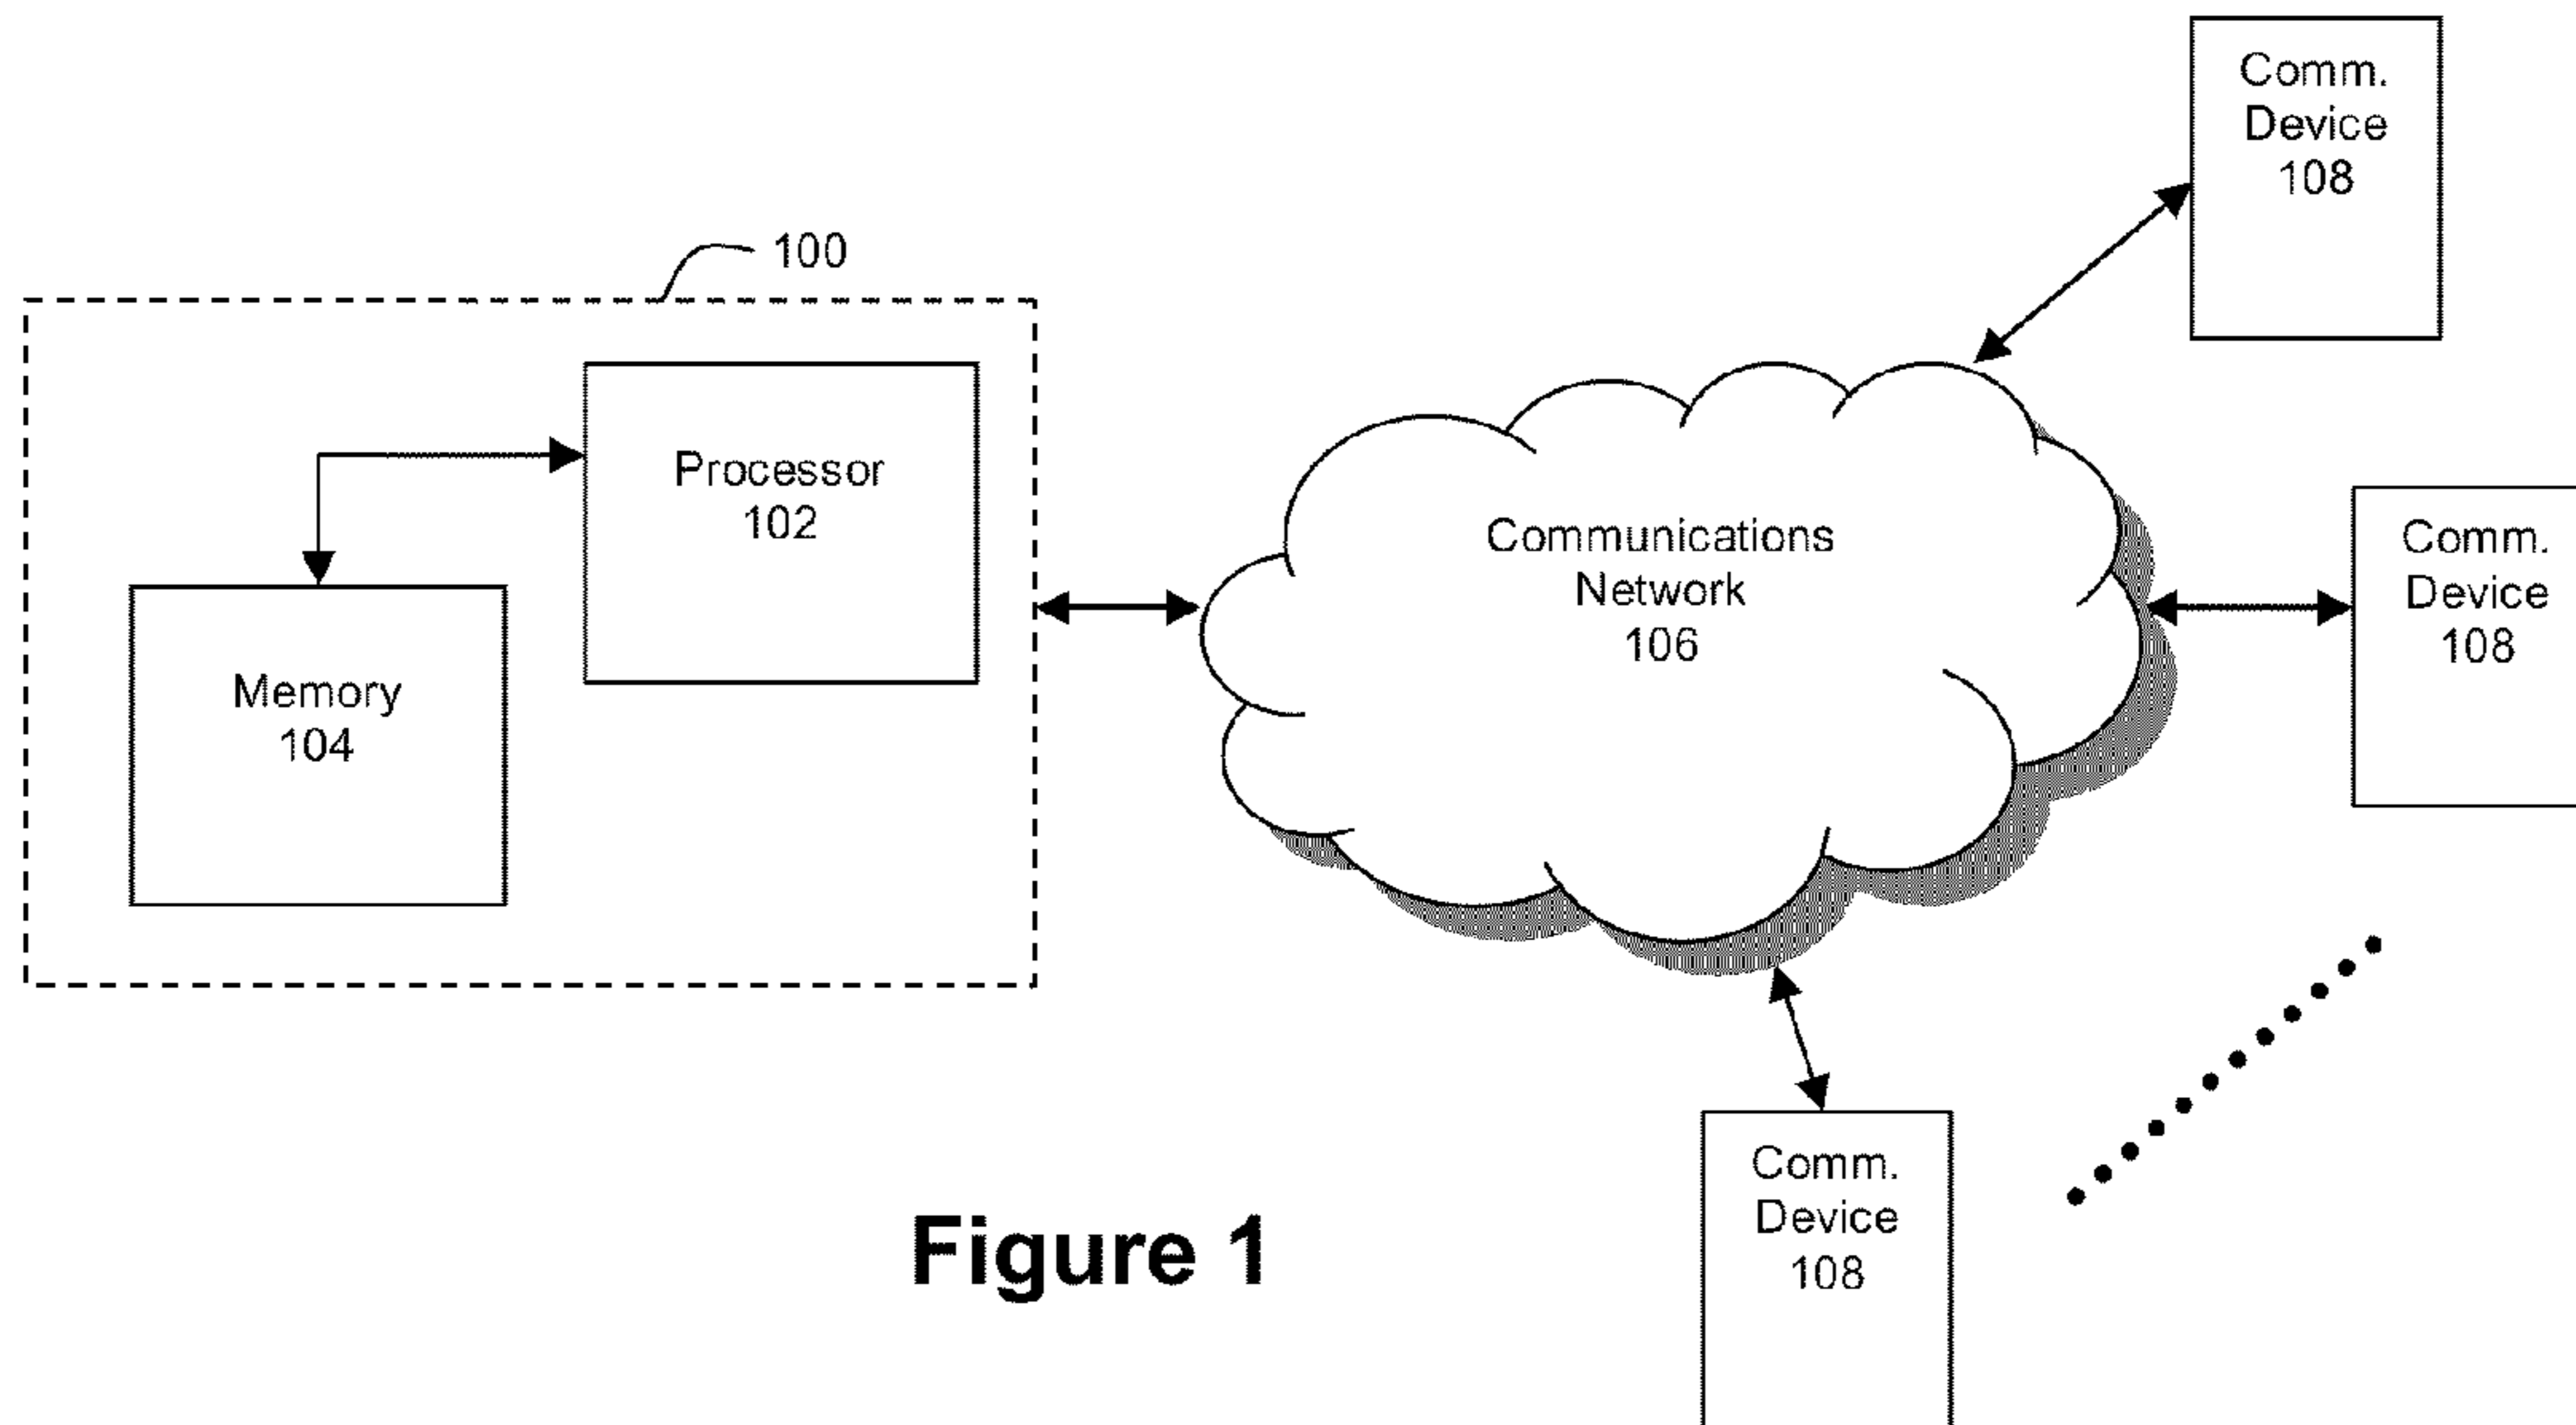 Comm.
Device
108
100
Processor
102
Memory
104
Communications
Network
106
Comm.
Device
108
Comm.
Device
108
Figure 1